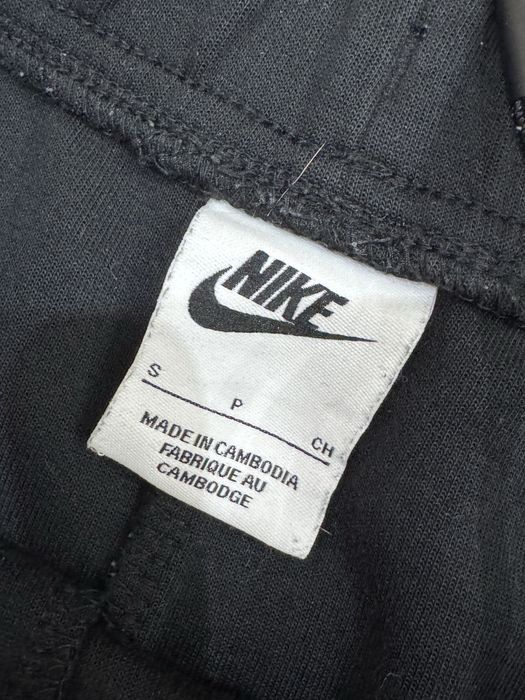 NIKE
S P CH
MADE IN CAMBODIA
FABRIQUE AU
CAMBODGE